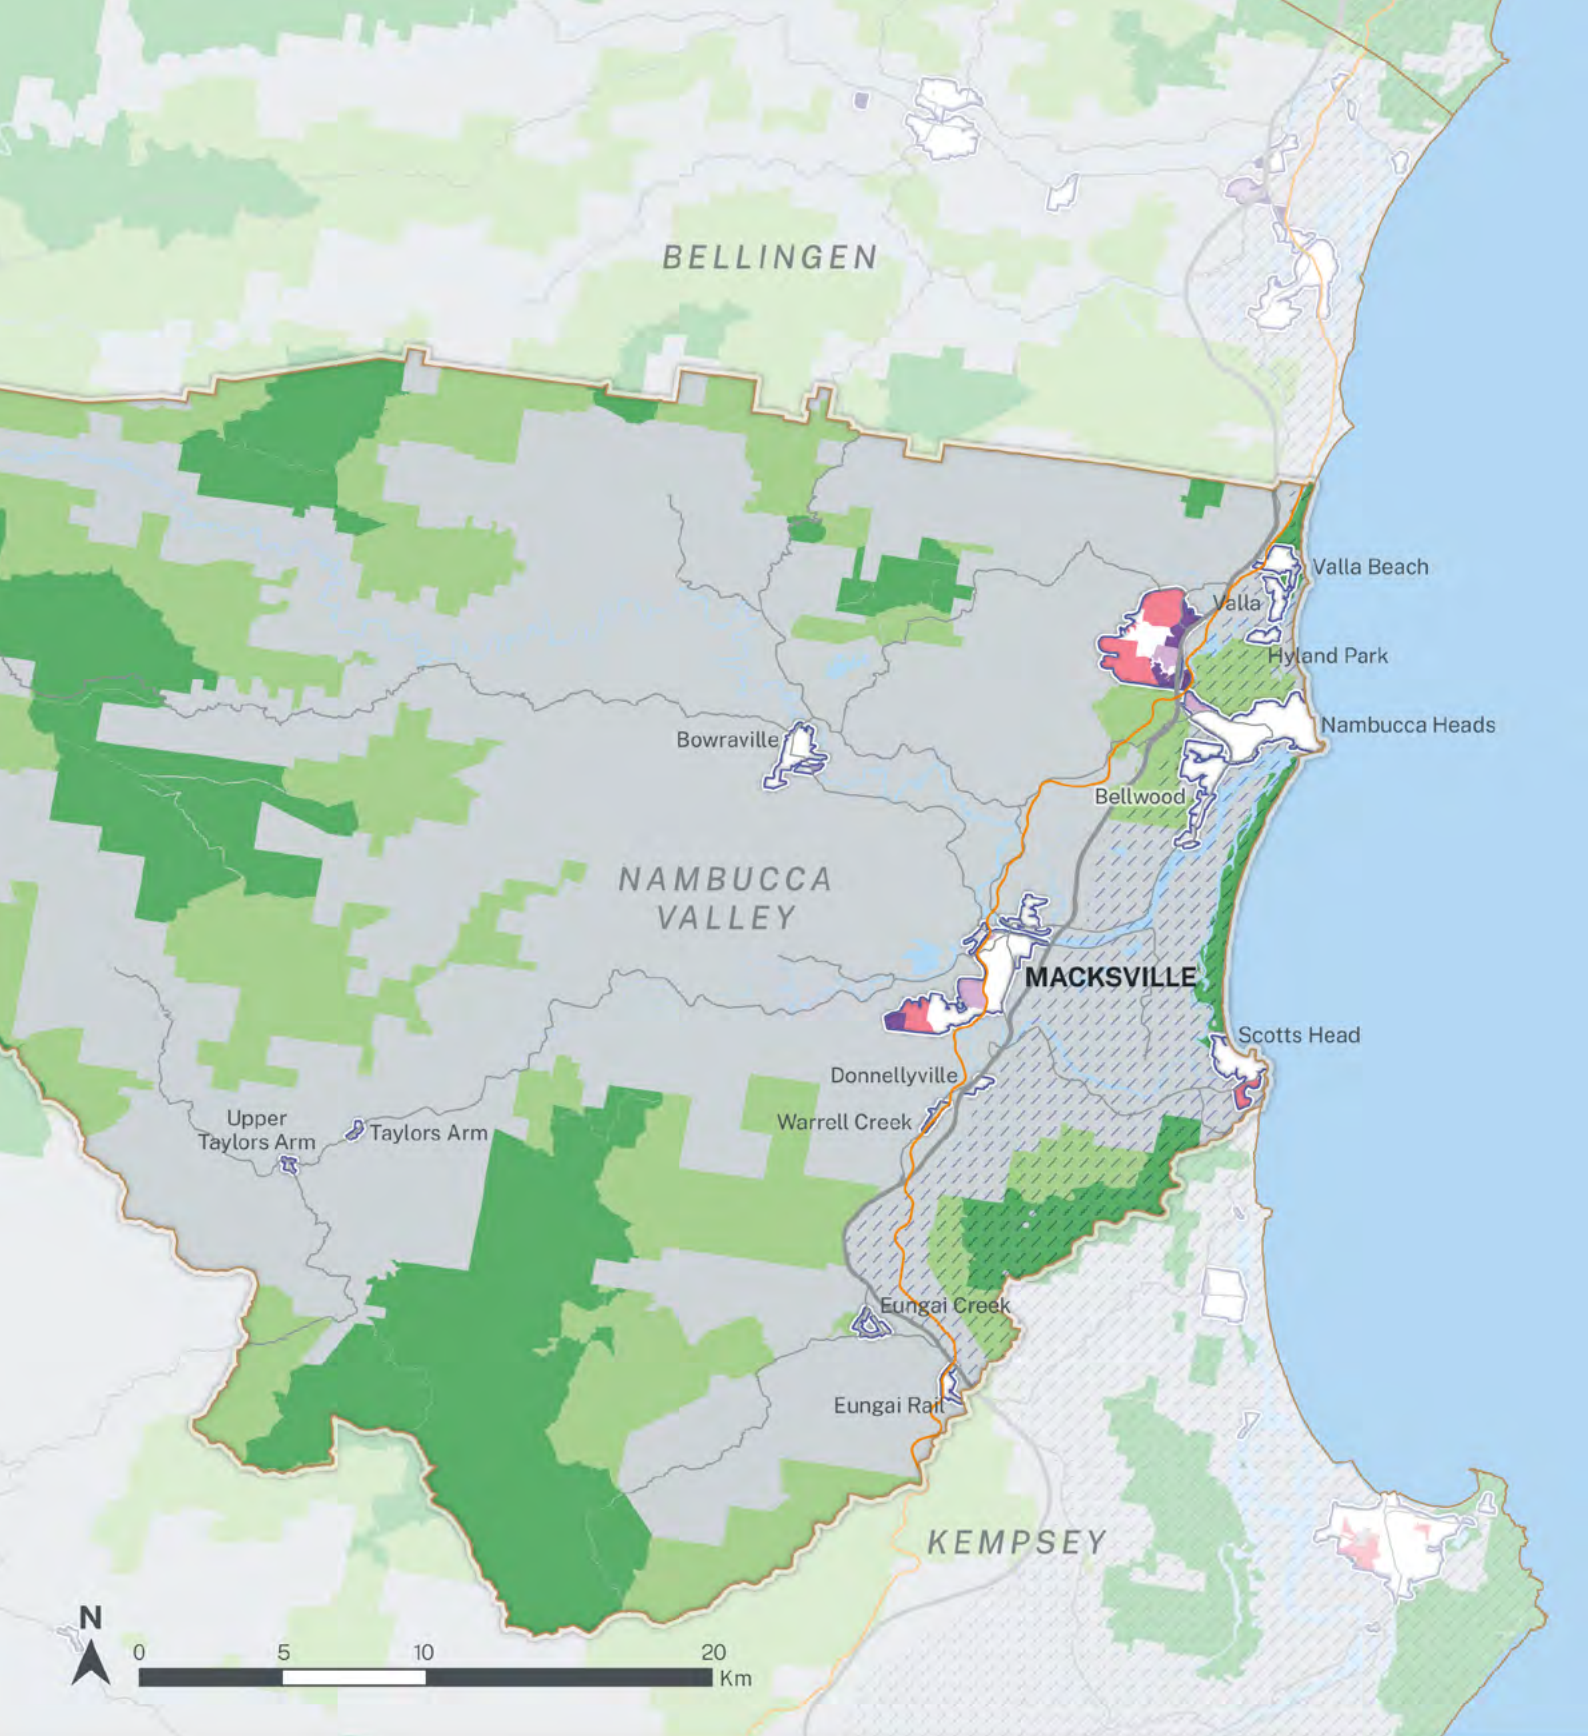 BELLINGEN
Valla Beach
Valla
Hyland Park
Nambucca Heads
Bowraville
Bellwood
NAMBUCCA
VALLEY
MACKSVILLE
Scotts Head
Donnellyville
Warrell Creek
Upper
Taylors Arm
Taylors Arm
Eungai Creek
Eungai Rail
KEMPSEY
N
0 5 10 20
Km